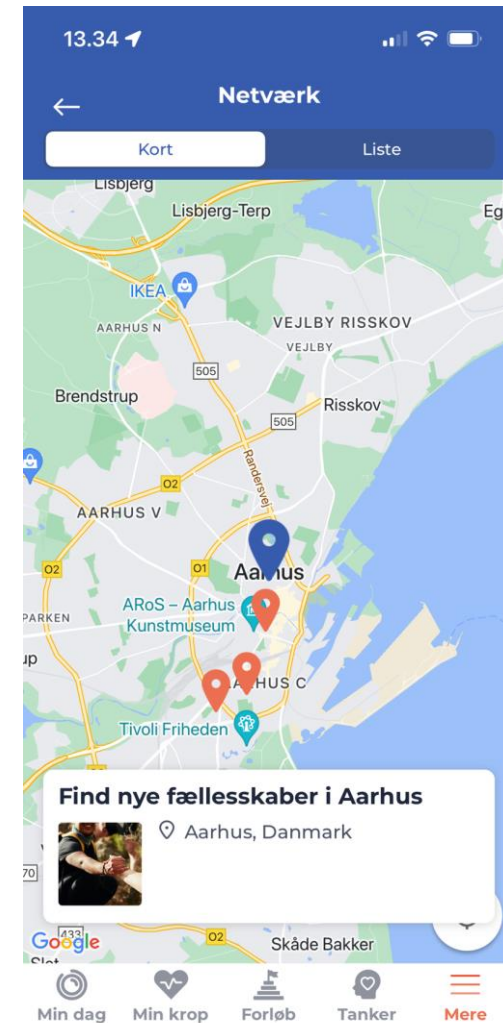 13.34
Netværk
Kort
Liste
Lisbjerg
Lisbjerg-Terp
Eg
IKEA
AARHUS N
VEJLBY RISSKOV
VEJLBY
505
Brendstrup
Risskov
505
Randersvej
O2
AARHUS V
O2
O1
Aarhus
PARKEN
ARoS – Aarhus
Kunstmuseum
up
AARHUS C
Tivoli Friheden
Find nye fællesskaber i Aarhus
Aarhus, Danmark
70
433
Google
O2
Skåde Bakker
Min dag
Min krop
Forløb
Tanker
Mere